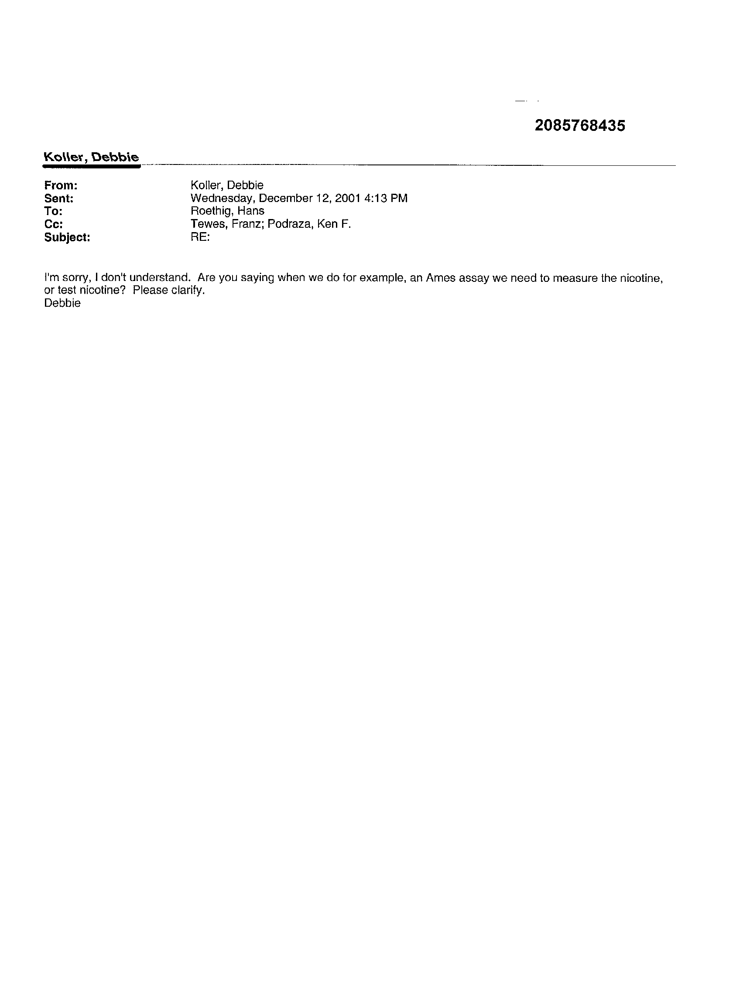 2085768435
Koller, Debbie
From: Koller, Debbie
Sent: Wednesday, December 12, 2001 4:13 PM
To: Roethig, Hans
Cc: Tewes, Franz; Podraza, Ken F.
Subject: RE:
I'm sorry, I don't understand. Are you saying when we do for example, an Ames assay we need to measure the nicotine,
or test nicotine? Please clarify.
Debbie